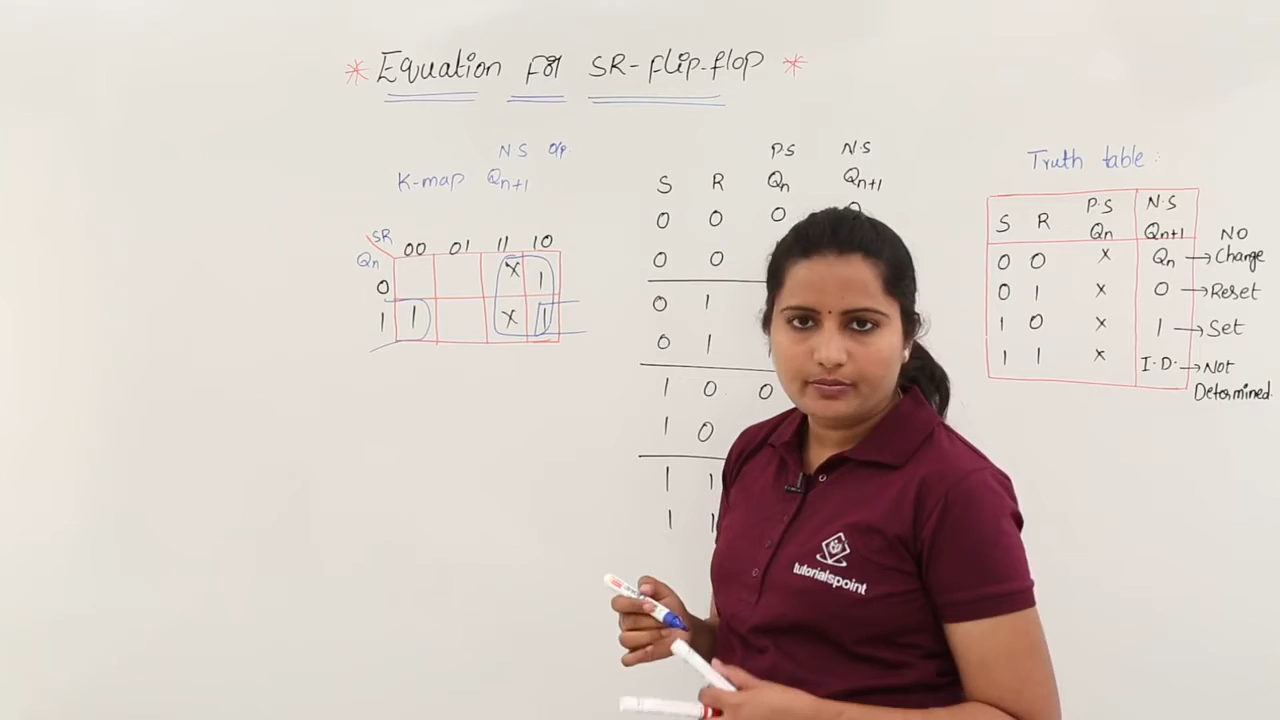 * Equation for SR-flip-flop *
N.S O/p.
K-map Qn+1
SR 00 01 11 10
Qn
0 X 1
1 1 X 1
P.S N.S
S R Qn Qn+1
0 0 0 0
0 0
0 1
0 1
1 0 0
1 0
1 1
1 1
Truth table :
S R P.S Qn N.S Qn+1
0 0 X Qn → NO Change
0 1 X 0 → Reset
1 0 X 1 → Set
1 1 X I.D. → Not Determined
tutorialspoint